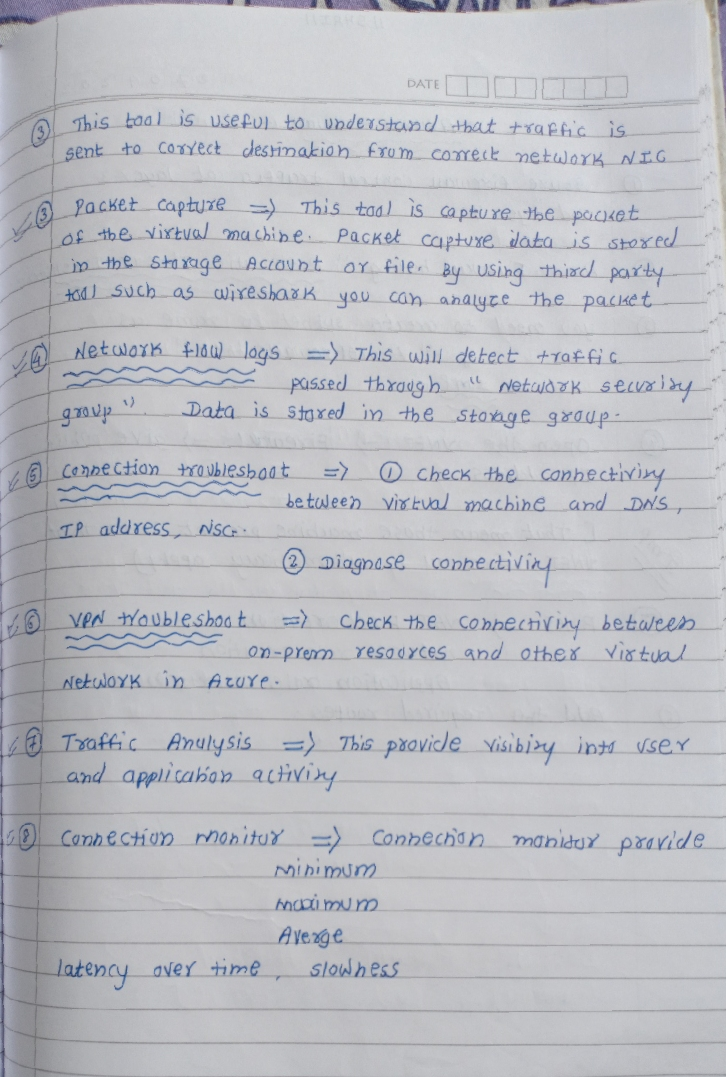 DATE
③ This tool is useful to understand that traffic is
sent to correct destination from correct network NIC
③ Packet capture => This tool is capture the packet
of the virtual machine. Packet capture data is stored
in the storage Account or file. By using third party
tool such as wireshark you can analyze the packet
④ Network flow logs => This will detect traffic
passed through " Network security
group ". Data is stored in the storage group.
⑤ Connection troubleshoot => ① check the connectivity
between virtual machine and DNS,
IP address, NSG.
② Diagnose connectivity
⑥ VPN troubleshoot => Check the connectivity between
on-prem resources and other virtual
Network in Azure.
⑦ Traffic Analysis => This provide visibity into user
and application activity
⑧ Connection monitor => Connection monitor provide
minimum
maximum
Averge
latency over time, slowness